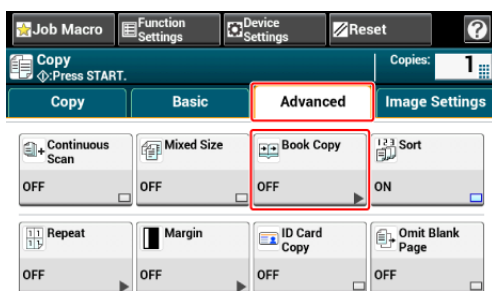 Job Macro
Function
Settings
Device
Settings
Reset
?
Copy
:Press START.
Copies:
1
Copy
Basic
Advanced
Image Settings
Continuous
Scan
OFF
Mixed Size
OFF
Book Copy
OFF
123 Sort
ON
Repeat
OFF
Margin
OFF
ID Card
Copy
OFF
Omit Blank
Page
OFF